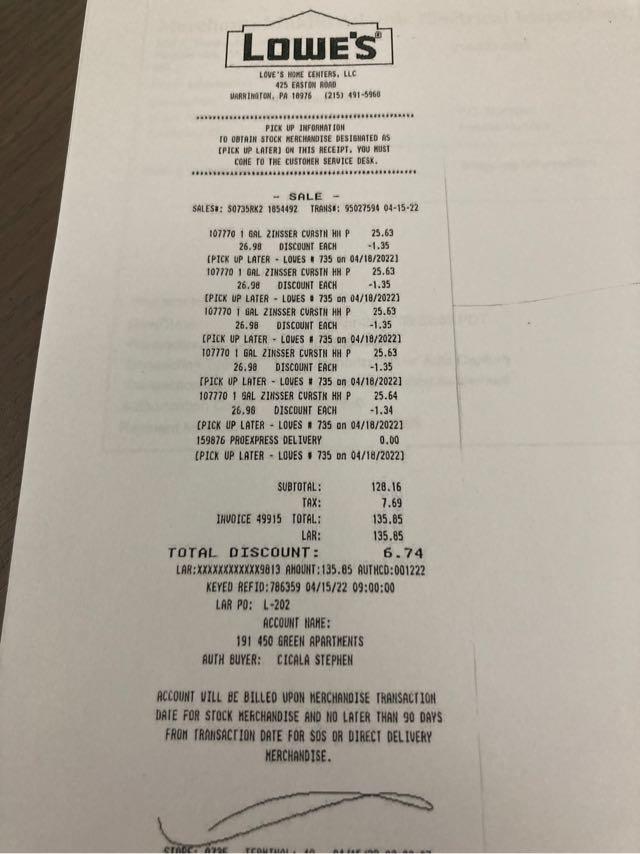 LOWE'S®
LOWE'S HOME CENTERS, LLC
425 EASTON ROAD
WARRINGTON, PA 18976 (215) 491-5960
PICK UP INFORMATION
TO OBTAIN STOCK MERCHANDISE DESIGNATED AS
[PICK UP LATER] ON THIS RECEIPT, YOU MUST
COME TO THE CUSTOMER SERVICE DESK.
- SALE -
SALES#: S0735RK2 1854492 TRANS#: 95027594 04-15-22
107770 1 GAL ZINSSER CVRSTN HH P 25.63
26.98 DISCOUNT EACH -1.35
[PICK UP LATER - LOWES # 735 on 04/18/2022]
107770 1 GAL ZINSSER CVRSTN HH P 25.63
26.98 DISCOUNT EACH -1.35
[PICK UP LATER - LOWES # 735 on 04/18/2022]
107770 1 GAL ZINSSER CVRSTN HH P 25.63
26.98 DISCOUNT EACH -1.35
[PICK UP LATER - LOWES # 735 on 04/18/2022]
107770 1 GAL ZINSSER CVRSTN HH P 25.63
26.98 DISCOUNT EACH -1.35
[PICK UP LATER - LOWES # 735 on 04/18/2022]
107770 1 GAL ZINSSER CVRSTN HH P 25.64
26.98 DISCOUNT EACH -1.34
[PICK UP LATER - LOWES # 735 on 04/18/2022]
159876 PROEXPRESS DELIVERY 0.00
[PICK UP LATER - LOWES # 735 on 04/18/2022]
SUBTOTAL: 128.16
TAX: 7.69
INVOICE 49915 TOTAL: 135.85
LAR: 135.85
TOTAL DISCOUNT: 6.74
LAR:XXXXXXXXXXXX9813 AMOUNT:135.85 AUTHCD:001222
KEYED REFID:786359 04/15/22 09:00:00
LAR PO: L-202
ACCOUNT NAME:
191 450 GREEN APARTMENTS
AUTH BUYER: CICALA STEPHEN
ACCOUNT WILL BE BILLED UPON MERCHANDISE TRANSACTION
DATE FOR STOCK MERCHANDISE AND NO LATER THAN 90 DAYS
FROM TRANSACTION DATE FOR SOS OR DIRECT DELIVERY
MERCHANDISE.